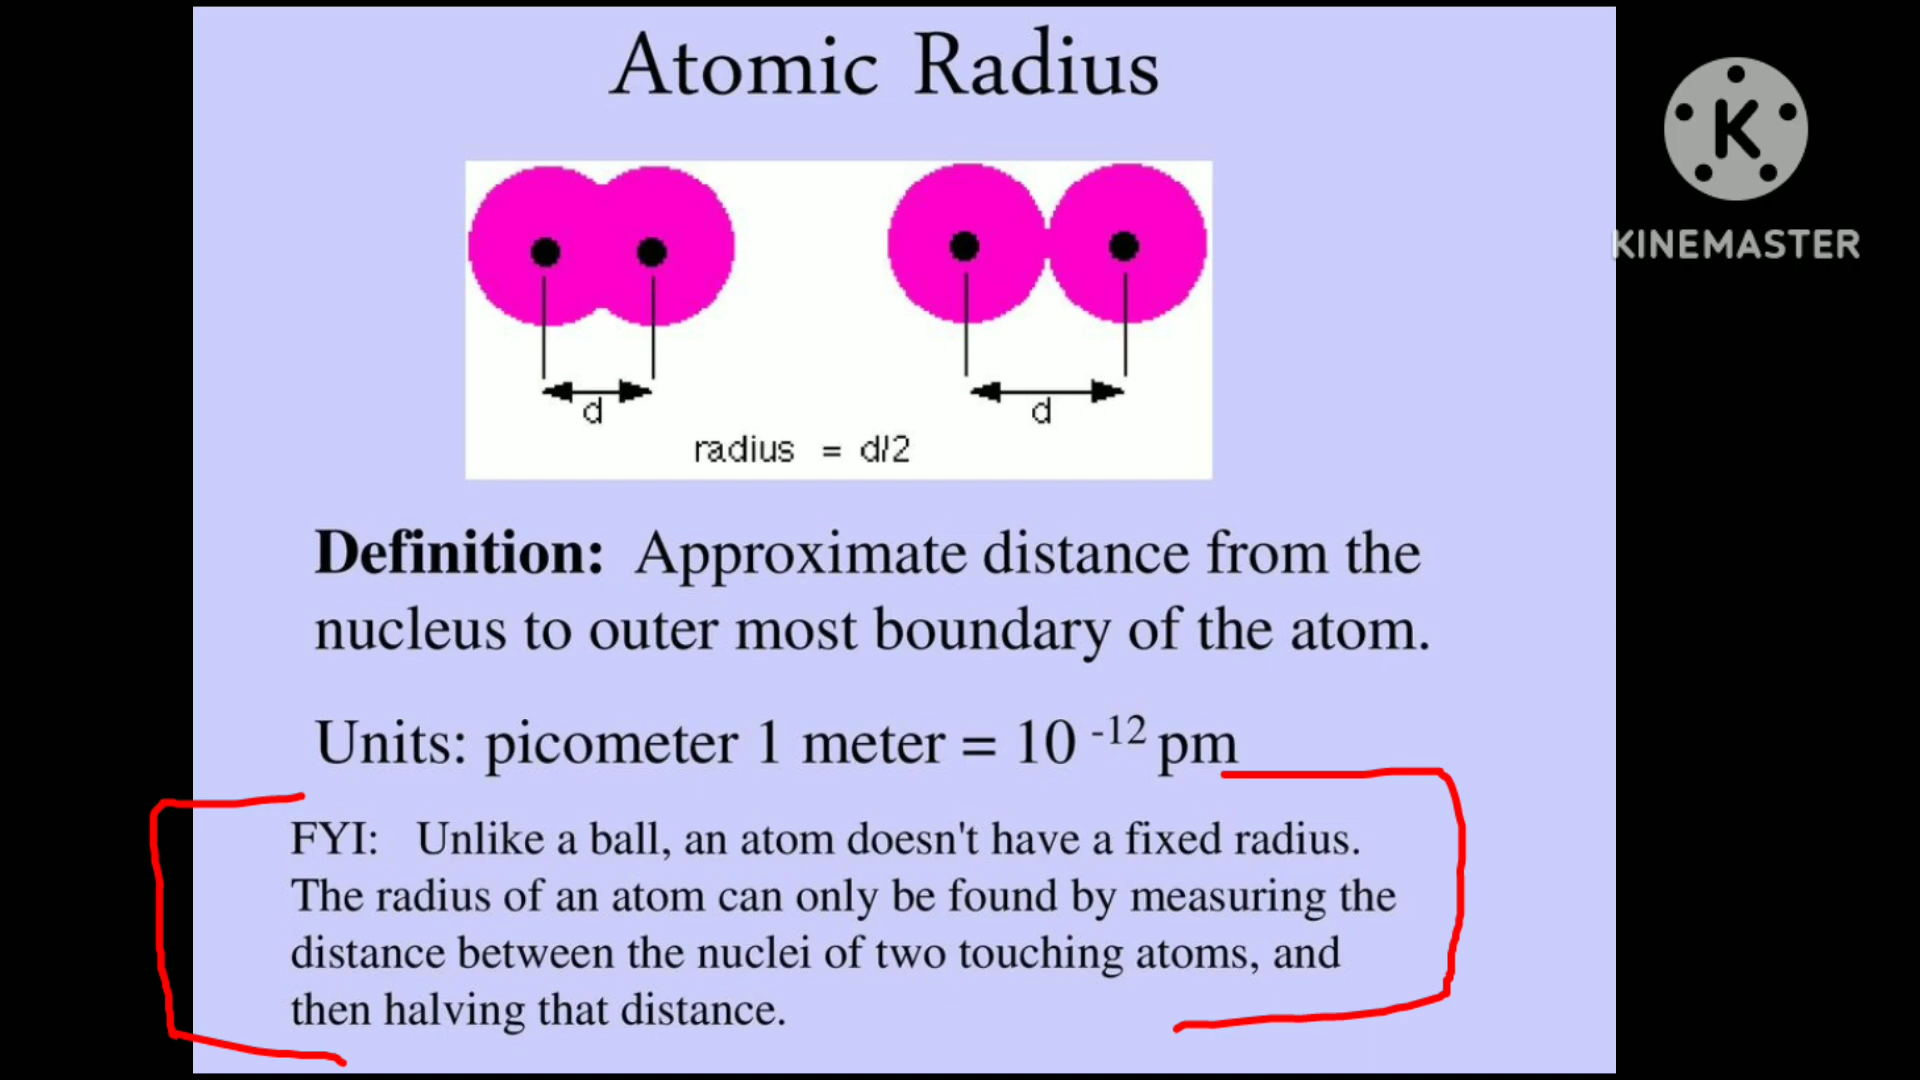 Atomic Radius
K
KINEMASTER
d
d
radius = d/2
Definition: Approximate distance from the
nucleus to outer most boundary of the atom.
Units: picometer 1 meter = 10 -12 pm
FYI: Unlike a ball, an atom doesn't have a fixed radius.
The radius of an atom can only be found by measuring the
distance between the nuclei of two touching atoms, and
then halving that distance.